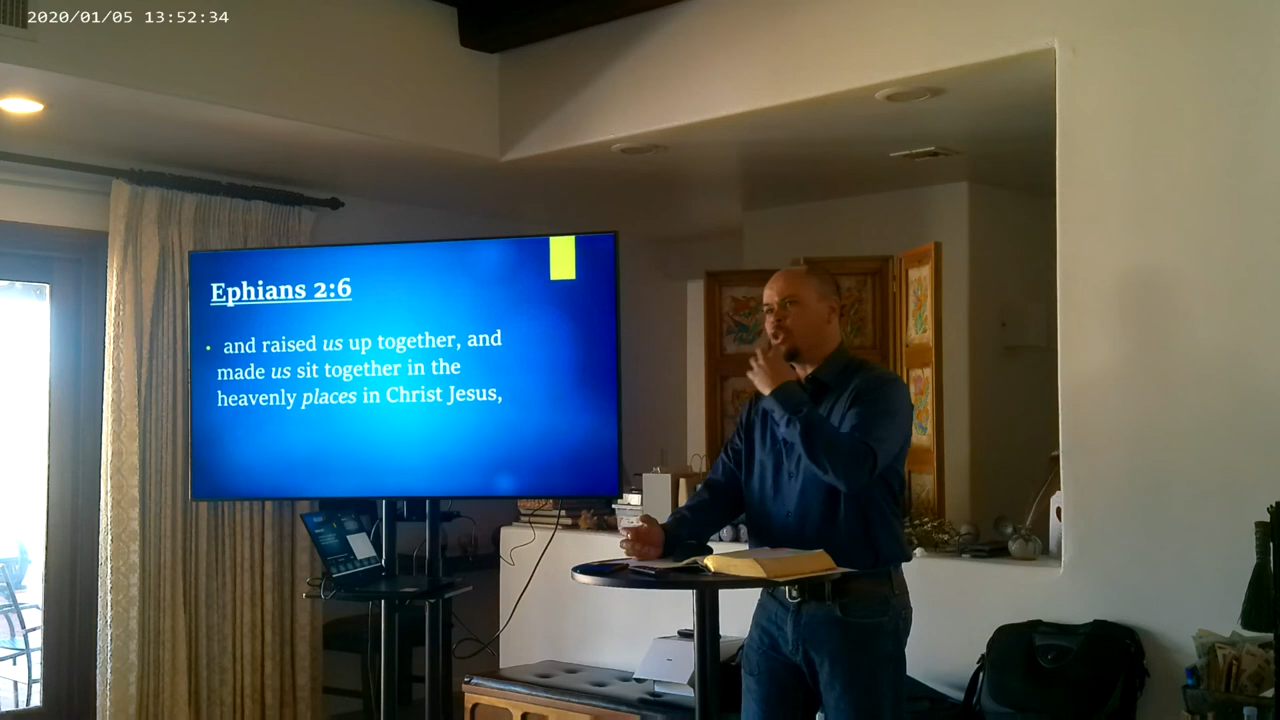 2020/01/05 13:52:34
Ephians 2:6
• and raised us up together, and
made us sit together in the
heavenly places in Christ Jesus,